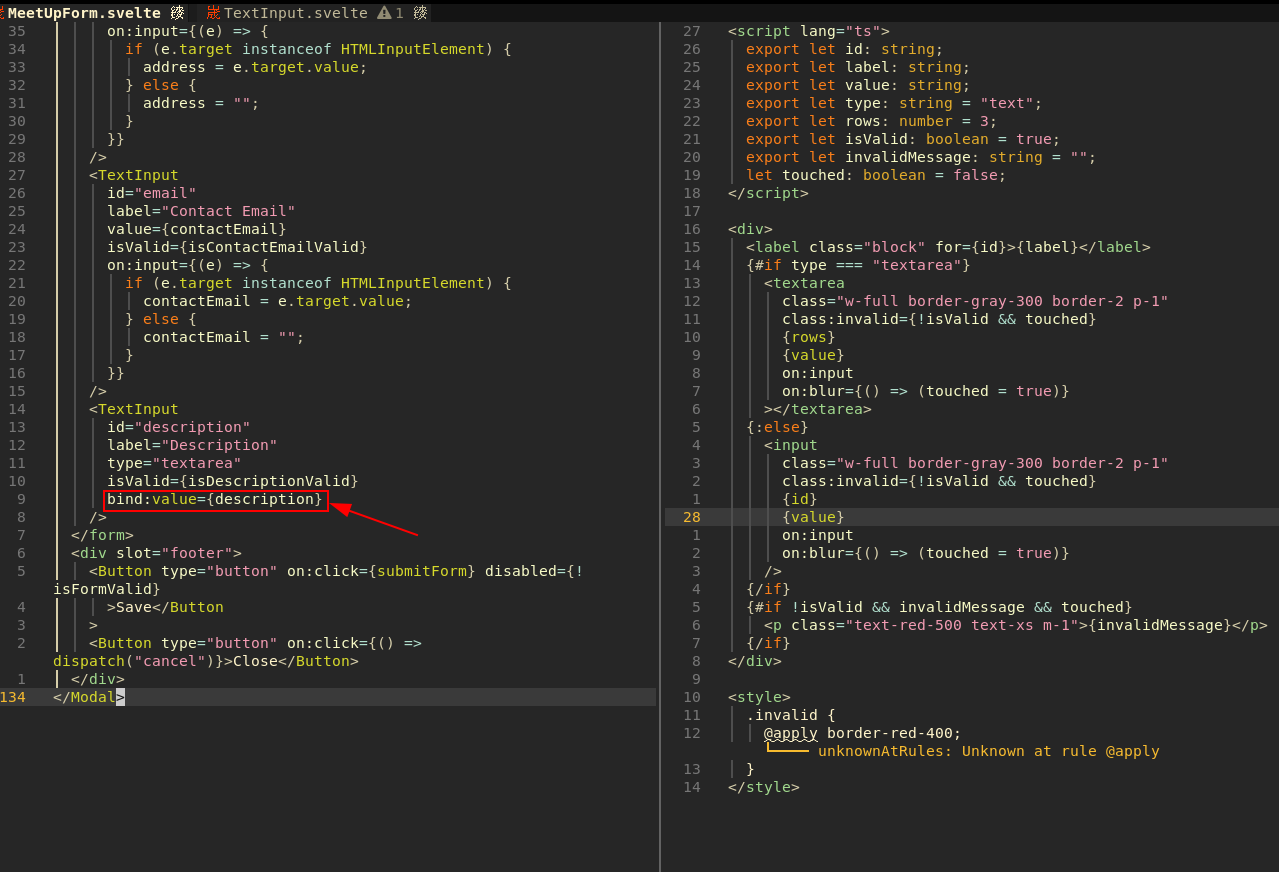 MeetUpForm.svelte
TextInput.svelte 1
35 on:input={(e) => {
34 if (e.target instanceof HTMLInputElement) {
33 address = e.target.value;
32 } else {
31 address = "";
30 }
29 }}
28 />
27 <TextInput
26 id="email"
25 label="Contact Email"
24 value={contactEmail}
23 isValid={isContactEmailValid}
22 on:input={(e) => {
21 if (e.target instanceof HTMLInputElement) {
20 contactEmail = e.target.value;
19 } else {
18 contactEmail = "";
17 }
16 }}
15 />
14 <TextInput
13 id="description"
12 label="Description"
11 type="textarea"
10 isValid={isDescriptionValid}
9 bind:value={description}
8 />
7 </form>
6 <div slot="footer">
5 <Button type="button" on:click={submitForm} disabled={!
isFormValid}
4 >Save</Button
3 >
2 <Button type="button" on:click={() =>
dispatch("cancel")}>Close</Button>
1 </div>
134 </Modal>
27 <script lang="ts">
26 export let id: string;
25 export let label: string;
24 export let value: string;
23 export let type: string = "text";
22 export let rows: number = 3;
21 export let isValid: boolean = true;
20 export let invalidMessage: string = "";
19 let touched: boolean = false;
18 </script>
17
16 <div>
15 <label class="block" for={id}>{label}</label>
14 {#if type === "textarea"}
13 <textarea
12 class="w-full border-gray-300 border-2 p-1"
11 class:invalid={!isValid && touched}
10 {rows}
9 {value}
8 on:input
7 on:blur={() => (touched = true)}
6 ></textarea>
5 {:else}
4 <input
3 class="w-full border-gray-300 border-2 p-1"
2 class:invalid={!isValid && touched}
1 {id}
28 {value}
1 on:input
2 on:blur={() => (touched = true)}
3 />
4 {/if}
5 {#if !isValid && invalidMessage && touched}
6 <p class="text-red-500 text-xs m-1">{invalidMessage}</p>
7 {/if}
8 </div>
9
10 <style>
11 .invalid {
12 @apply border-red-400;
unknownAtRules: Unknown at rule @apply
13 }
14 </style>